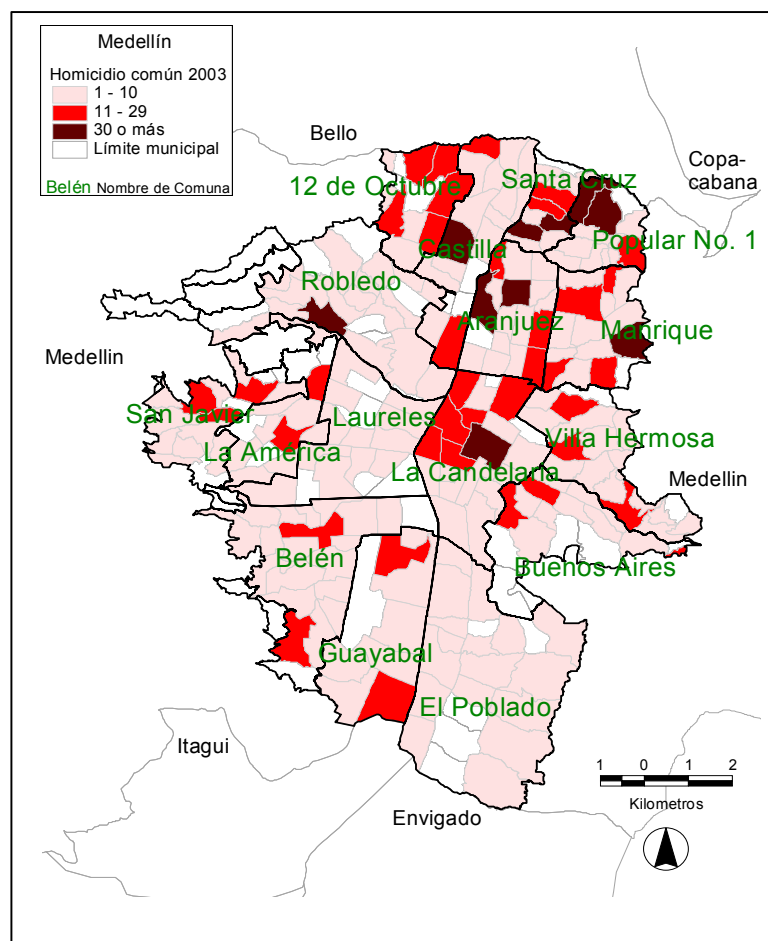 Medellín
Homicidio común 2003
1 - 10
11 - 29
30 o más
Límite municipal
Belén Nombre de Comuna
Bello
Copa-
cabana
12 de Octubre
Santa Cruz
Castilla
Popular No. 1
Robledo
Aranjuez
Manrique
Medellin
San Javier
Laureles
La América
Villa Hermosa
La Candelaria
Medellin
Belén
Buenos Aires
Guayabal
El Poblado
Itagui
1 0 1 2
Kilometros
Envigado